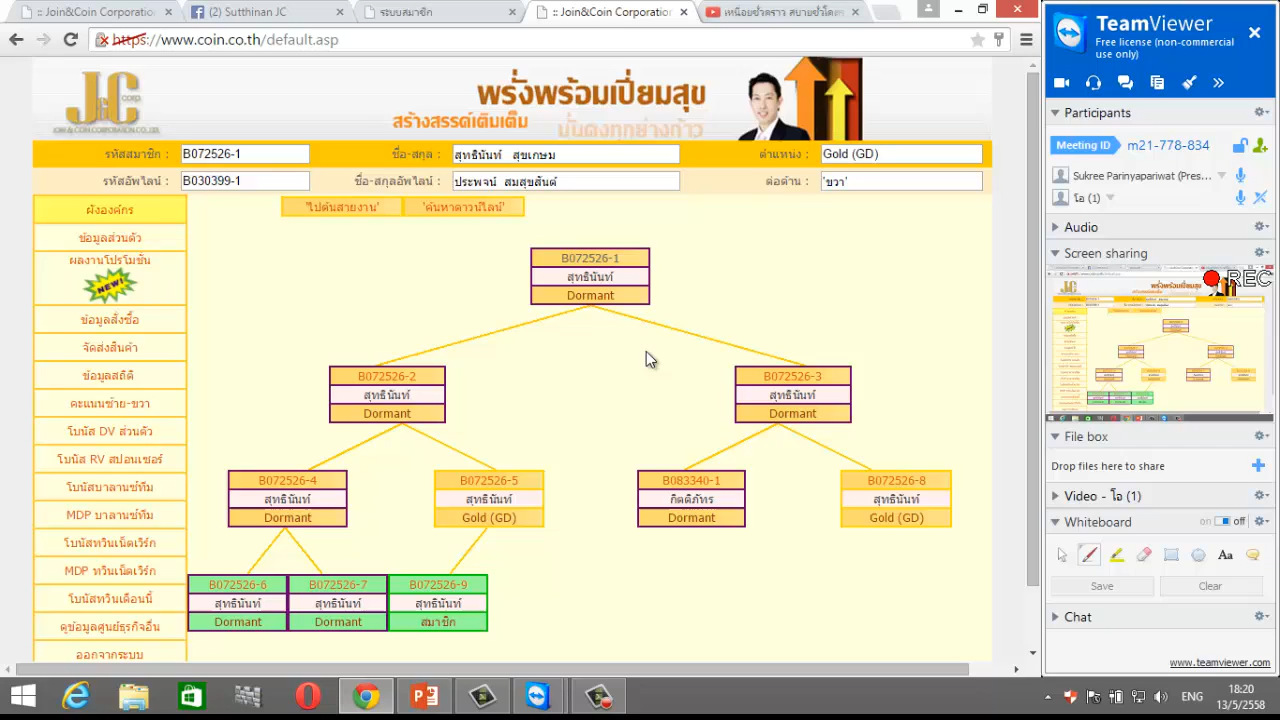 :: Join&Coin Corporation
(2) Sutthinan JC
ระบบสมาชิก
:: Join&Coin Corporation
เหนื่อยชั่วคราว สบายชั่วโคตร
https://www.coin.co.th/default.asp
J&C corp.
JOIN & COIN CORPORATION CO.,LTD.
พรั่งพร้อมเปี่ยมสุข
สร้างสรรค์เติมเต็ม
มั่นคงทุกย่างก้าว
รหัสสมาชิก : B072526-1 ชื่อ-สกุล : สุทธินันท์ สุขเกษม ตำแหน่ง : Gold (GD)
รหัสอัพไลน์ : B030399-1 ชื่อ-สกุลอัพไลน์ : ประพจน์ สมสุขสันต์ ต่อด้าน : 'ขวา'
ผังองค์กร
ข้อมูลส่วนตัว
ผลงานโปรโมชั่น
NEW!
ข้อมูลสั่งซื้อ
จัดส่งสินค้า
ข้อมูลสถิติ
คะแนนซ้าย-ขวา
โบนัส DV ส่วนตัว
โบนัส RV สปอนเซอร์
โบนัสบาลานซ์ทีม
MDP บาลานซ์ทีม
โบนัสทวินเน็ตเวิร์ก
MDP ทวินเน็ตเวิร์ก
โบนัสทวินเดือนนี้
ดูข้อมูลศูนย์ธุรกิจอื่น
ออกจากระบบ
'ไปต้นสายงาน' 'ค้นหาดาวน์ไลน์'
B072526-1
สุทธินันท์
Dormant
B072526-2
สุทธินันท์
Dormant
B072526-3
สุทธินันท์
Dormant
B072526-4
สุทธินันท์
Dormant
B072526-5
สุทธินันท์
Gold (GD)
B083340-1
กิตติภัทร
Dormant
B072526-8
สุทธินันท์
Gold (GD)
B072526-6
สุทธินันท์
Dormant
B072526-7
สุทธินันท์
Dormant
B072526-9
สุทธินันท์
สมาชิก
TeamViewer
Free license (non-commercial
use only)
Participants
Meeting ID m21-778-834
Sukree Parinyapariwat (Pres...
โอ (1)
Audio
Screen sharing
REC
File box
Drop files here to share
Video - โอ (1)
Whiteboard on off
Aa
Save Clear
Chat
www.teamviewer.com
ENG
18:20
13/5/2558